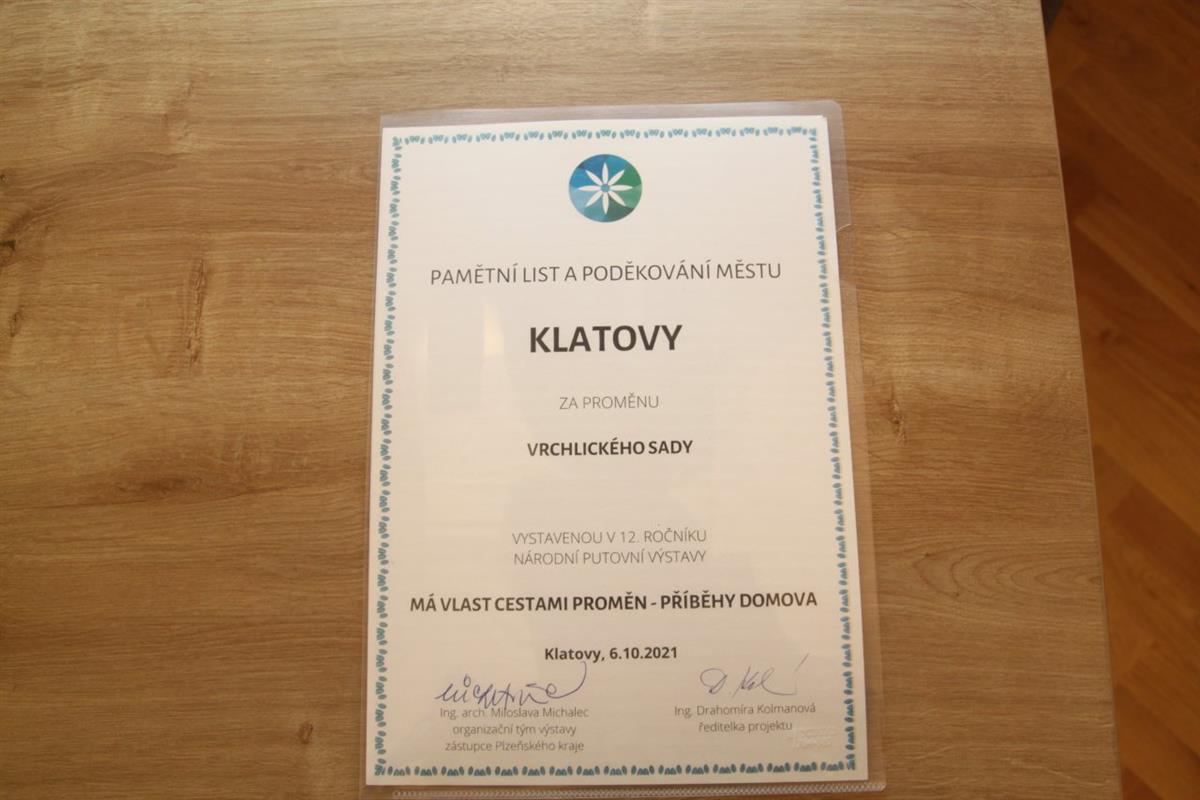 PAMĚTNÍ LIST A PODĚKOVÁNÍ MĚSTU
KLATOVY
ZA PROMĚNU
VRCHLICKÉHO SADY
VYSTAVENOU V 12. ROČNÍKU
NÁRODNÍ PUTOVNÍ VÝSTAVY
MÁ VLAST CESTAMI PROMĚN - PŘÍBĚHY DOMOVA
Klatovy, 6.10.2021
Ing. arch. Miloslava Michalec
organizační tým výstavy
zástupce Plzeňského kraje
Ing. Drahomíra Kolmanová
ředitelka projektu